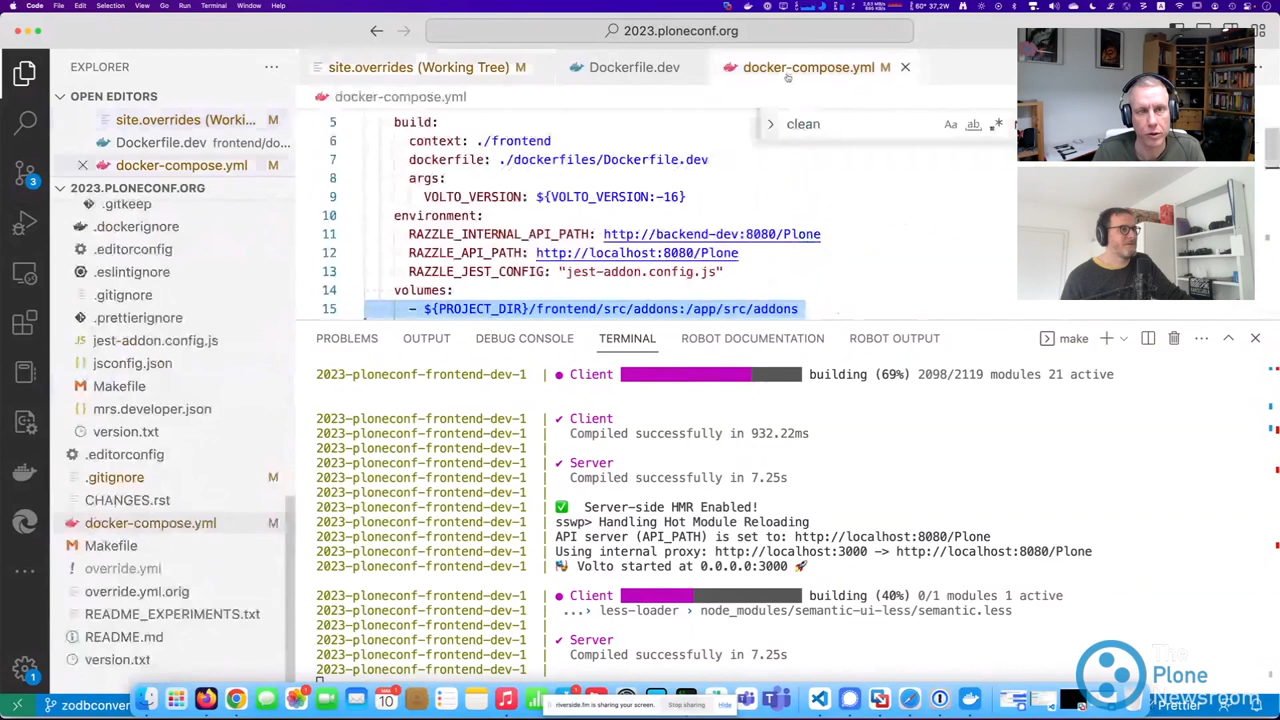 Code File Edit Selection View Go Run Terminal Window Help
2023.ploneconf.org
EXPLORER
OPEN EDITORS
site.overrides (Worki...
Dockerfile.dev frontend/do...
docker-compose.yml M
2023.PLONECONF.ORG
.gitkeep
.dockerignore
.editorconfig
.eslintignore
.gitignore
.prettierignore
jest-addon.config.js
jsconfig.json
Makefile
mrs.developer.json
version.txt
.editorconfig
.gitignore M
CHANGES.rst
docker-compose.yml M
Makefile
override.yml
override.yml.orig
README_EXPERIMENTS.txt
README.md
version.txt
site.overrides (Working Tree) M
Dockerfile.dev
docker-compose.yml M
docker-compose.yml
clean
Aa ab .*
5 build:
6 context: ./frontend
7 dockerfile: ./dockerfiles/Dockerfile.dev
8 args:
9 VOLTO_VERSION: ${VOLTO_VERSION:-16}
10 environment:
11 RAZZLE_INTERNAL_API_PATH: http://backend-dev:8080/Plone
12 RAZZLE_API_PATH: http://localhost:8080/Plone
13 RAZZLE_JEST_CONFIG: "jest-addon.config.js"
14 volumes:
15 - ${PROJECT_DIR}/frontend/src/addons:/app/src/addons
PROBLEMS OUTPUT DEBUG CONSOLE TERMINAL ROBOT DOCUMENTATION ROBOT OUTPUT make
2023-ploneconf-frontend-dev-1 | ● Client building (69%) 2098/2119 modules 21 active
2023-ploneconf-frontend-dev-1 | ✔ Client
2023-ploneconf-frontend-dev-1 | Compiled successfully in 932.22ms
2023-ploneconf-frontend-dev-1 |
2023-ploneconf-frontend-dev-1 | ✔ Server
2023-ploneconf-frontend-dev-1 | Compiled successfully in 7.25s
2023-ploneconf-frontend-dev-1 |
2023-ploneconf-frontend-dev-1 | ✅ Server-side HMR Enabled!
2023-ploneconf-frontend-dev-1 | sswp> Handling Hot Module Reloading
2023-ploneconf-frontend-dev-1 | API server (API_PATH) is set to: http://localhost:8080/Plone
2023-ploneconf-frontend-dev-1 | Using internal proxy: http://localhost:3000 -> http://localhost:8080/Plone
2023-ploneconf-frontend-dev-1 | Volto started at 0.0.0.0:3000 🚀
2023-ploneconf-frontend-dev-1 | ● Client building (40%) 0/1 modules 1 active
2023-ploneconf-frontend-dev-1 | ...› less-loader › node_modules/semantic-ui-less/semantic.less
2023-ploneconf-frontend-dev-1 |
2023-ploneconf-frontend-dev-1 | ✔ Server
2023-ploneconf-frontend-dev-1 | Compiled successfully in 7.25s
2023-ploneconf-frontend-dev-1 |
The
Plone
Newsroom
riverside.fm is sharing your screen. Stop sharing Hide
zodbconver
Prettier